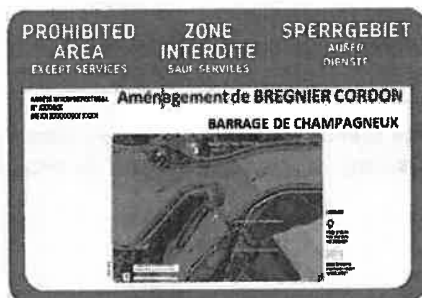 PROHIBITED
AREA
EXCEPT SERVICES
ZONE
INTERDITE
SAUF SERVICES
SPERRGEBIET
AUßER
DIENSTE
Aménagement de BREGNIER CORDON
BARRAGE DE CHAMPAGNEUX